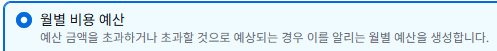 월별 비용 예산
예산 금액을 초과하거나 초과할 것으로 예상되는 경우 이를 알리는 월별 예산을 생성합니다.